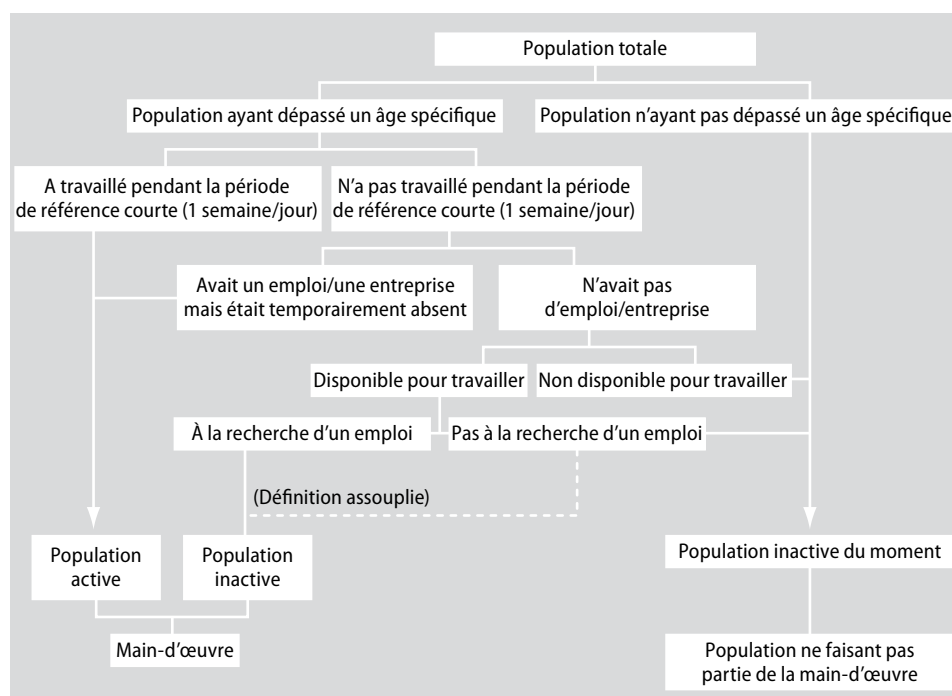 Population totale
Population ayant dépassé un âge spécifique
Population n'ayant pas dépassé un âge spécifique
A travaillé pendant la période
de référence courte (1 semaine/jour)
N'a pas travaillé pendant la période
de référence courte (1 semaine/jour)
Avait un emploi/une entreprise
mais était temporairement absent
N'avait pas
d'emploi/entreprise
Disponible pour travailler
Non disponible pour travailler
À la recherche d'un emploi
Pas à la recherche d'un emploi
(Définition assouplie)
Population
active
Population
inactive
Population inactive du moment
Main-d'œuvre
Population ne faisant pas
partie de la main-d'œuvre